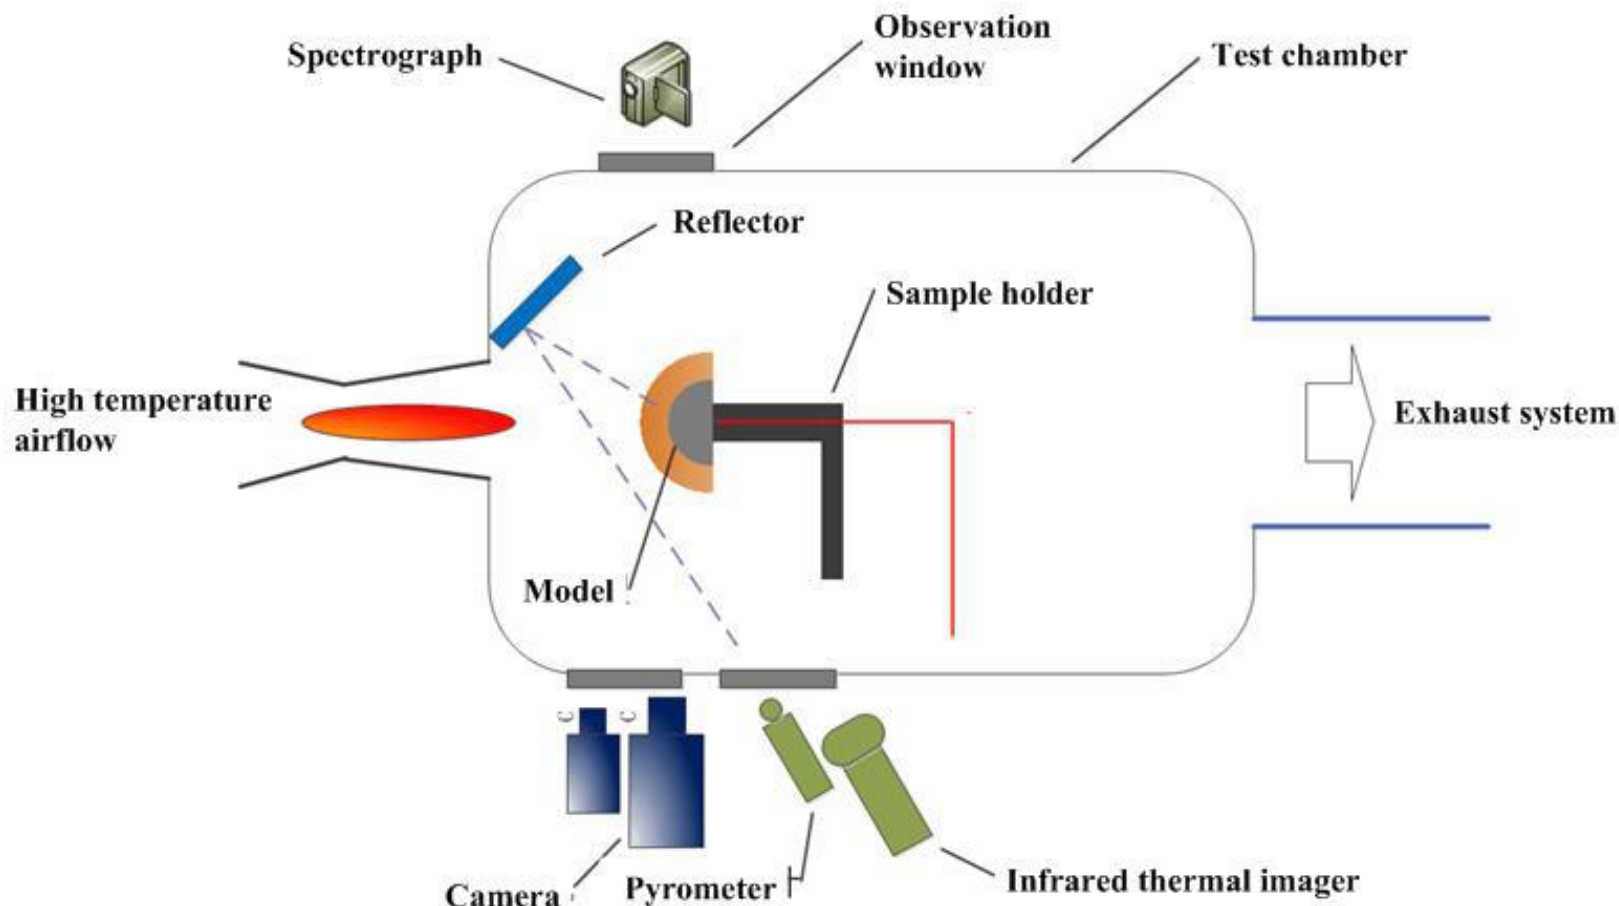 Spectrograph
Observation
window
Test chamber
Reflector
Sample holder
High temperature
airflow
Exhaust system
Model
C
C
Camera
Pyrometer
Infrared thermal imager